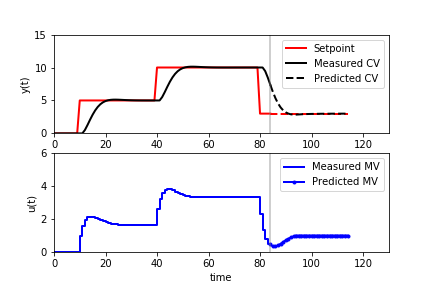 15
10
5
0
y(t)
Setpoint
Measured CV
Predicted CV
0 20 40 60 80 100 120
6
4
2
0
u(t)
Measured MV
Predicted MV
0 20 40 60 80 100 120
time